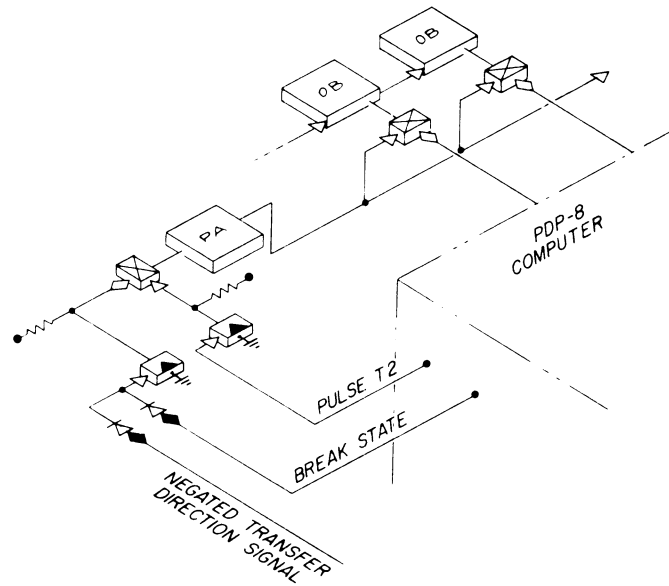 OB
OB
PA
PDP-8
COMPUTER
PULSE T2
BREAK STATE
NEGATED TRANSFER
DIRECTION SIGNAL